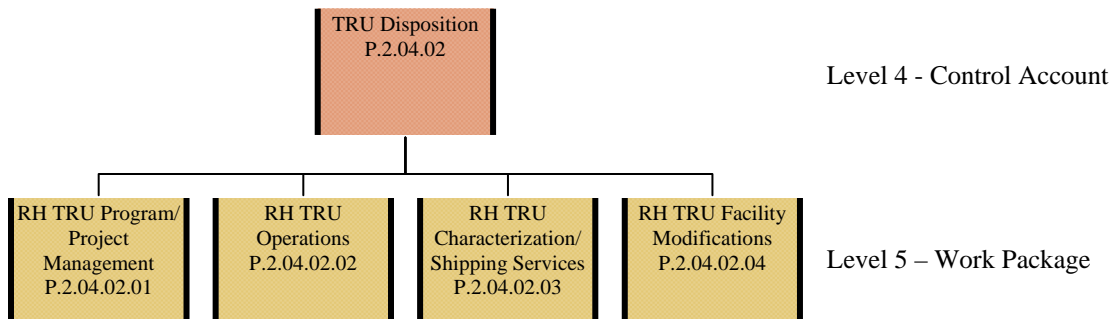 TRU Disposition
P.2.04.02
Level 4 - Control Account
RH TRU Program/
Project
Management
P.2.04.02.01
RH TRU
Operations
P.2.04.02.02
RH TRU
Characterization/
Shipping Services
P.2.04.02.03
RH TRU Facility
Modifications
P.2.04.02.04
Level 5 – Work Package